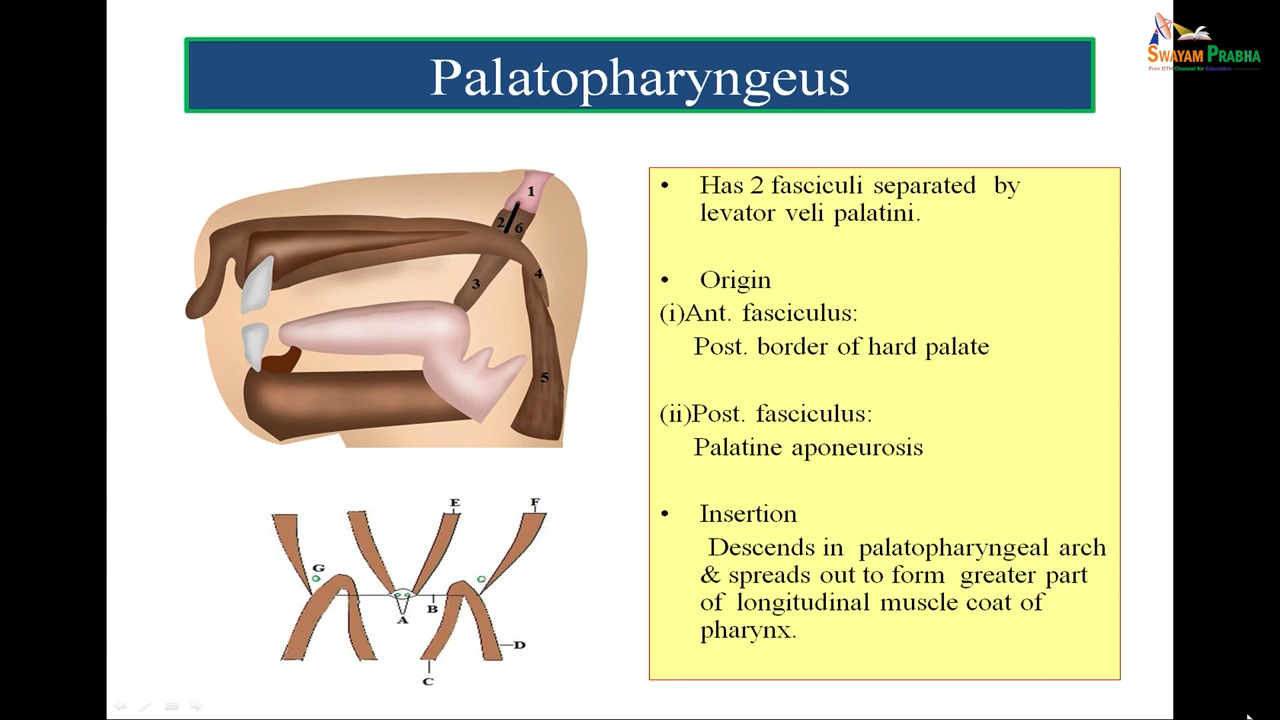 SWAYAM PRABHA
Free DTH Channel for Education
Palatopharyngeus
1
2
6
3
4
5
• Has 2 fasciculi separated by
levator veli palatini.
• Origin
(i)Ant. fasciculus:
Post. border of hard palate
(ii)Post. fasciculus:
Palatine aponeurosis
• Insertion
Descends in palatopharyngeal arch
& spreads out to form greater part
of longitudinal muscle coat of
pharynx.
E
F
G
B
A
D
C